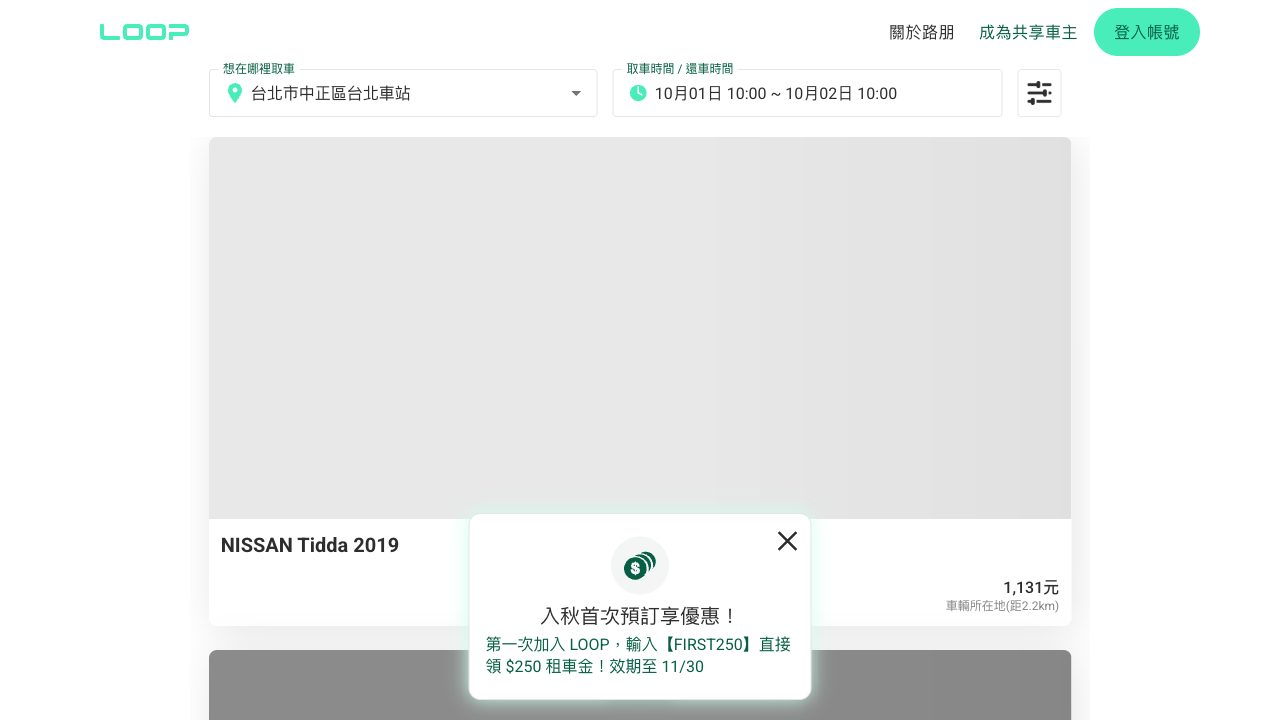 LOOP
關於路朋
成為共享車主
登入帳號
想在哪裡取車
台北市中正區台北車站
取車時間 / 還車時間
10月01日 10:00 ~ 10月02日 10:00
NISSAN Tidda 2019
1,131元
車輛所在地(距2.2km)
入秋首次預訂享優惠！
第一次加入 LOOP，輸入【FIRST250】直接
領 $250 租車金！效期至 11/30